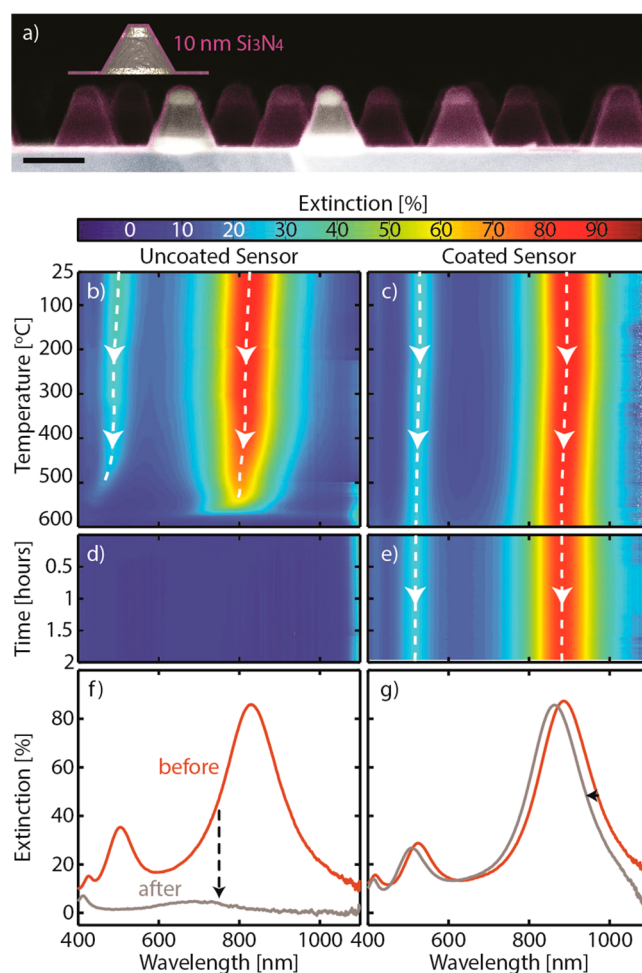 a)
10 nm Si₃N₄
Extinction [%]
0 10 20 30 40 50 60 70 80 90
Uncoated Sensor
Coated Sensor
b)
c)
Temperature [°C]
25
100
200
300
400
500
600
d)
e)
Time [hours]
0.5
1
1.5
2
f)
g)
before
after
Extinction [%]
80
60
40
20
0
400 600 800 1000 400 600 800 1000
Wavelength [nm]
Wavelength [nm]